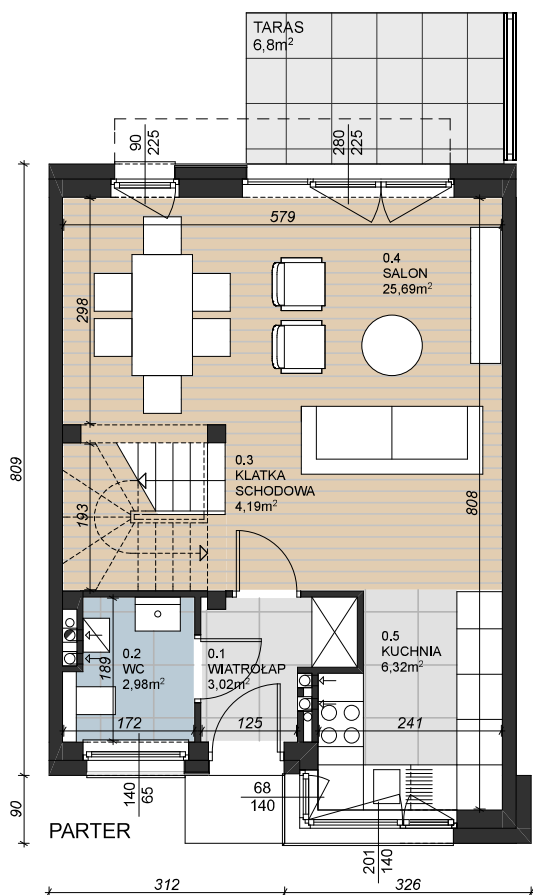 TARAS
6,8m²
90
225
280
225
579
0.4
SALON
25,69m²
298
809
0.3
KLATKA
SCHODOWA
4,19m²
193
808
0.2
WC
2,98m²
189
0.1
WIATROŁAP
3,02m²
0.5
KUCHNIA
6,32m²
172
125
241
140
65
68
140
90
PARTER
201
140
312
326